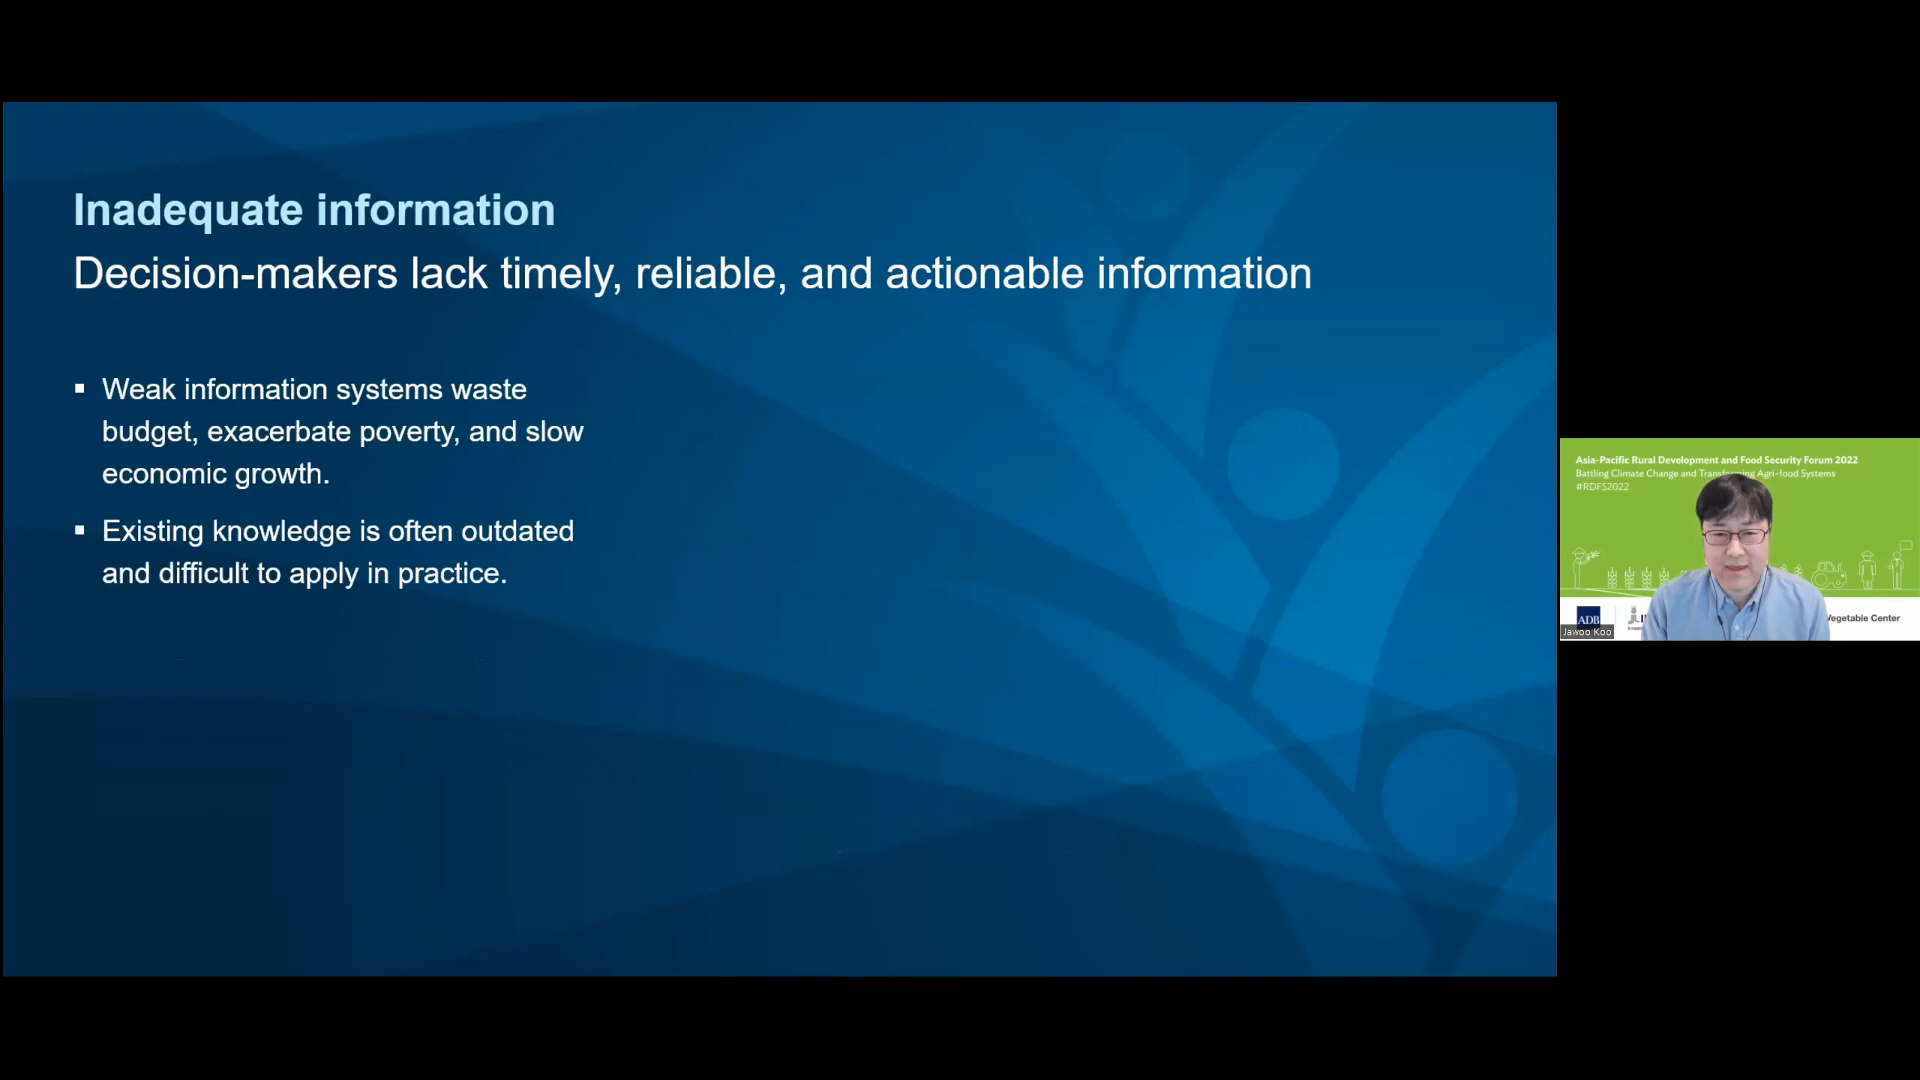 Inadequate information
Decision-makers lack timely, reliable, and actionable information
▪ Weak information systems waste
budget, exacerbate poverty, and slow
economic growth.
▪ Existing knowledge is often outdated
and difficult to apply in practice.
Asia-Pacific Rural Development and Food Security Forum 2022
Battling Climate Change and Transforming Agri-food Systems
#RDFS2022
ADB
Vegetable Center
Jawoo Koo